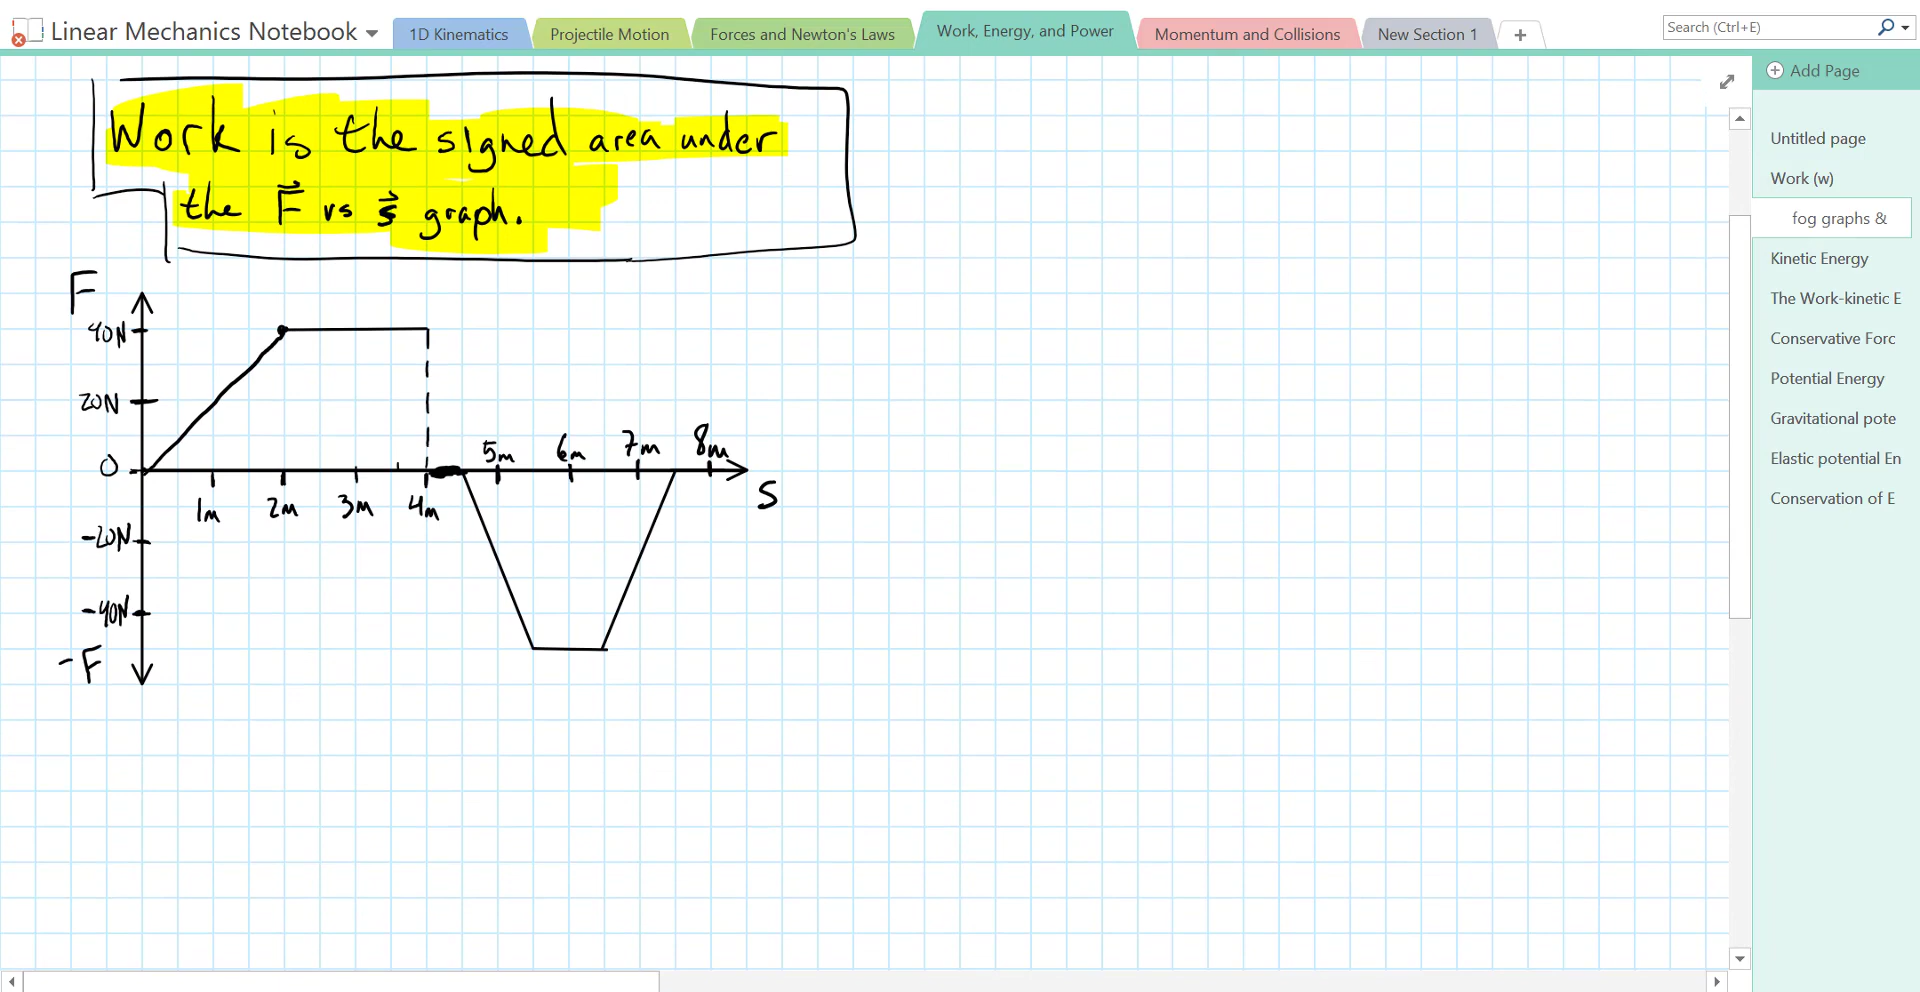 Linear Mechanics Notebook
1D Kinematics
Projectile Motion
Forces and Newton's Laws
Work, Energy, and Power
Momentum and Collisions
New Section 1
+
Search (Ctrl+E)
Add Page
Untitled page
Work (w)
fog graphs &
Kinetic Energy
The Work-kinetic E
Conservative Forc
Potential Energy
Gravitational pote
Elastic potential En
Conservation of E
Work is the signed area under
the F⃗ vs s⃗ graph.
F
40N
20N
0
-20N
-40N
-F
1m 2m 3m 4m
5m 6m 7m 8m
S